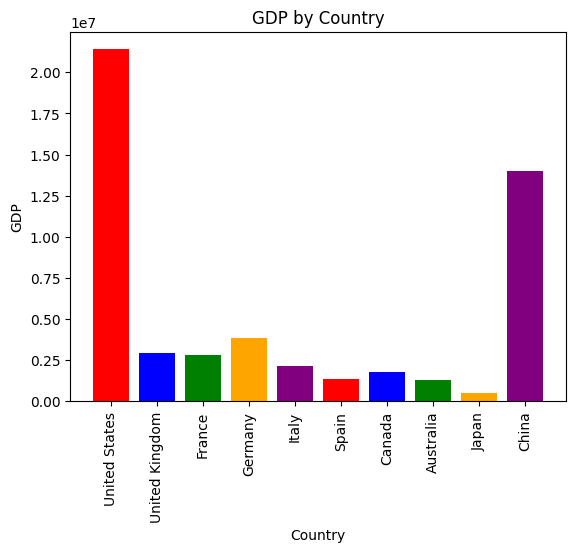 GDP by Country
1e7
2.00
1.75
1.50
1.25
1.00
0.75
0.50
0.25
0.00
GDP
United States
United Kingdom
France
Germany
Italy
Spain
Canada
Australia
Japan
China
Country